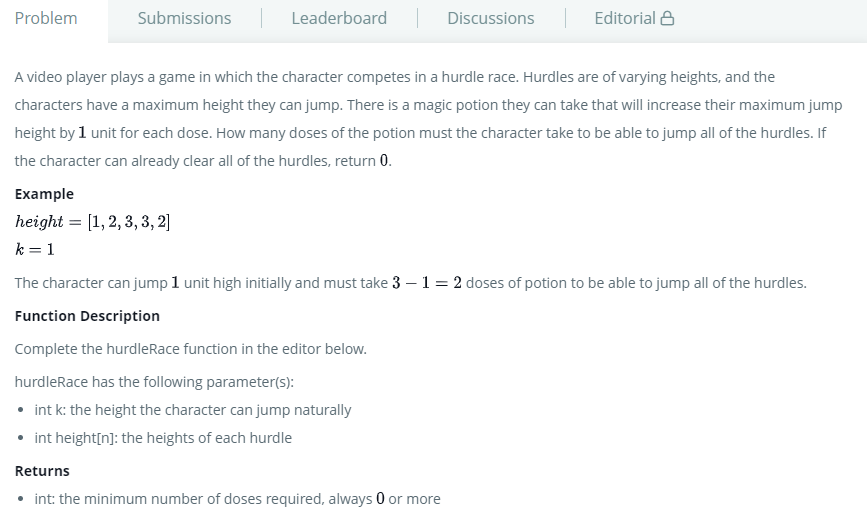 Problem Submissions Leaderboard Discussions Editorial
A video player plays a game in which the character competes in a hurdle race. Hurdles are of varying heights, and the
characters have a maximum height they can jump. There is a magic potion they can take that will increase their maximum jump
height by 1 unit for each dose. How many doses of the potion must the character take to be able to jump all of the hurdles. If
the character can already clear all of the hurdles, return 0.
Example
height = [1, 2, 3, 3, 2]
k = 1
The character can jump 1 unit high initially and must take 3 − 1 = 2 doses of potion to be able to jump all of the hurdles.
Function Description
Complete the hurdleRace function in the editor below.
hurdleRace has the following parameter(s):
• int k: the height the character can jump naturally
• int height[n]: the heights of each hurdle
Returns
• int: the minimum number of doses required, always 0 or more